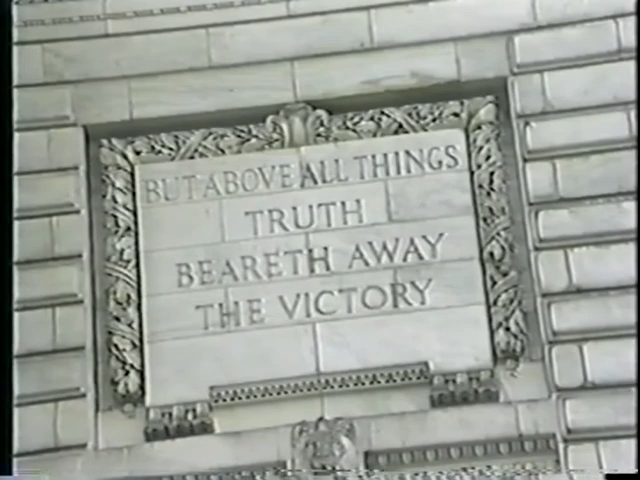 BUT ABOVE ALL THINGS
TRUTH
BEARETH AWAY
THE VICTORY